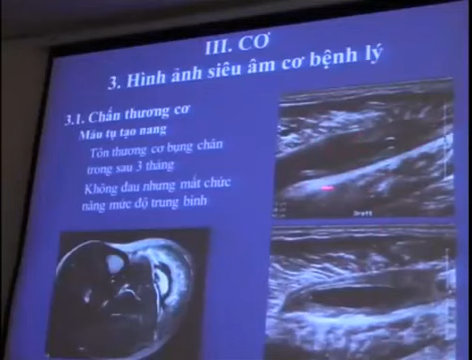 III. CƠ
3. Hình ảnh siêu âm cơ bệnh lý
3.1. Chấn thương cơ
Máu tụ tạo nang
Tổn thương cơ bụng chân
trong sau 3 tháng
Không đau nhưng mất chức
năng mức độ trung bình